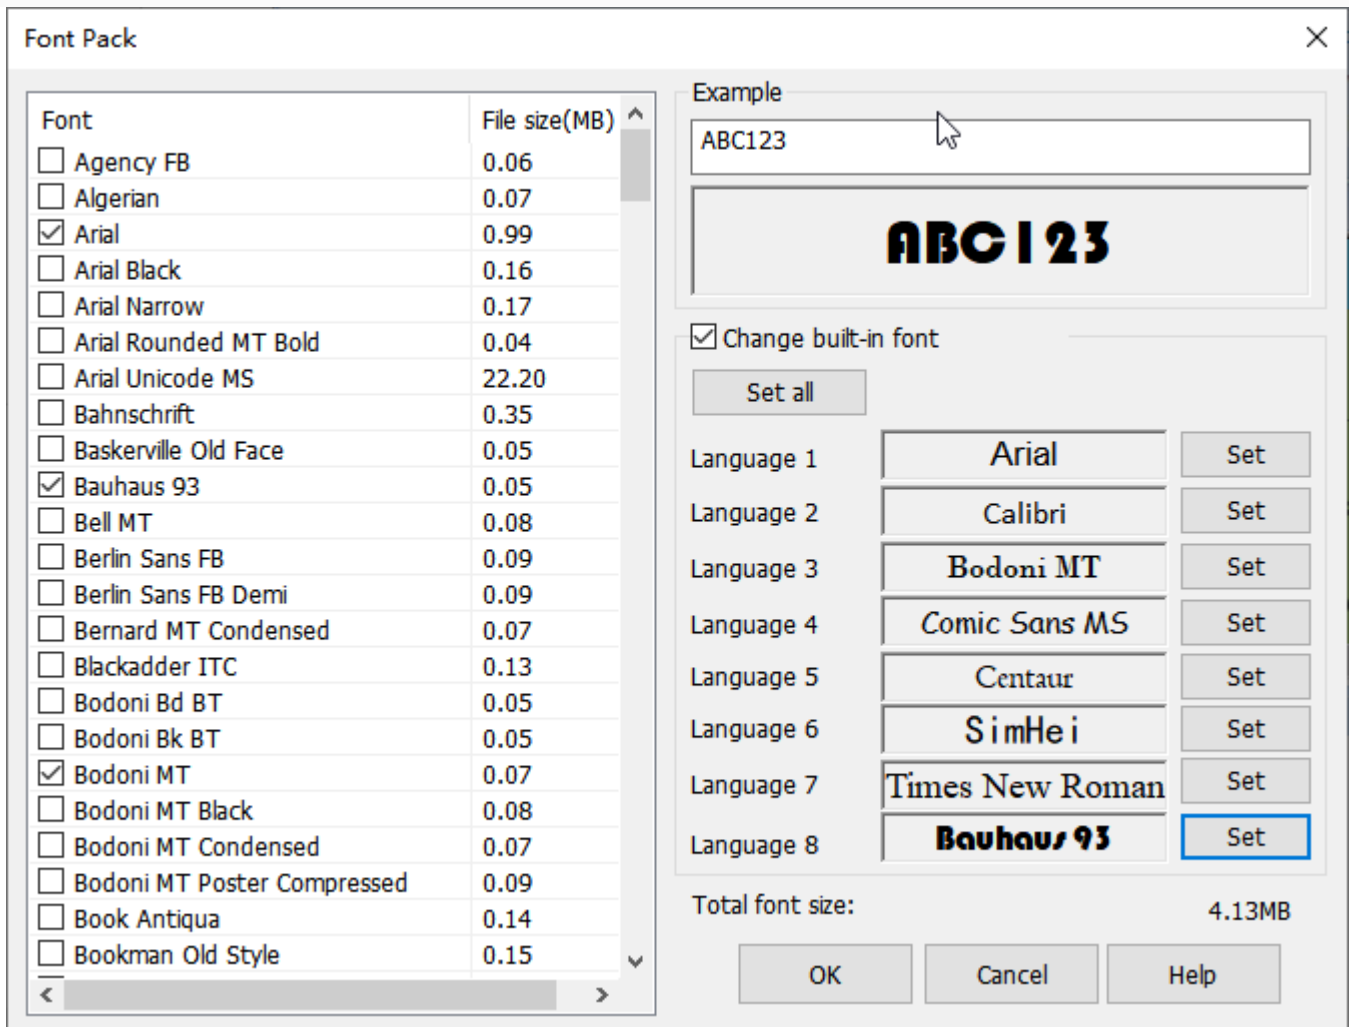 Font Pack
Font File size(MB)
Agency FB 0.06
Algerian 0.07
Arial 0.99
Arial Black 0.16
Arial Narrow 0.17
Arial Rounded MT Bold 0.04
Arial Unicode MS 22.20
Bahnschrift 0.35
Baskerville Old Face 0.05
Bauhaus 93 0.05
Bell MT 0.08
Berlin Sans FB 0.09
Berlin Sans FB Demi 0.09
Bernard MT Condensed 0.07
Blackadder ITC 0.13
Bodoni Bd BT 0.05
Bodoni Bk BT 0.05
Bodoni MT 0.07
Bodoni MT Black 0.08
Bodoni MT Condensed 0.07
Bodoni MT Poster Compressed 0.09
Book Antiqua 0.14
Bookman Old Style 0.15
Example
ABC123
ABC123
Change built-in font
Set all
Language 1 Arial Set
Language 2 Calibri Set
Language 3 Bodoni MT Set
Language 4 Comic Sans MS Set
Language 5 Centaur Set
Language 6 SimHei Set
Language 7 Times New Roman Set
Language 8 Bauhaus 93 Set
Total font size: 4.13MB
OK Cancel Help